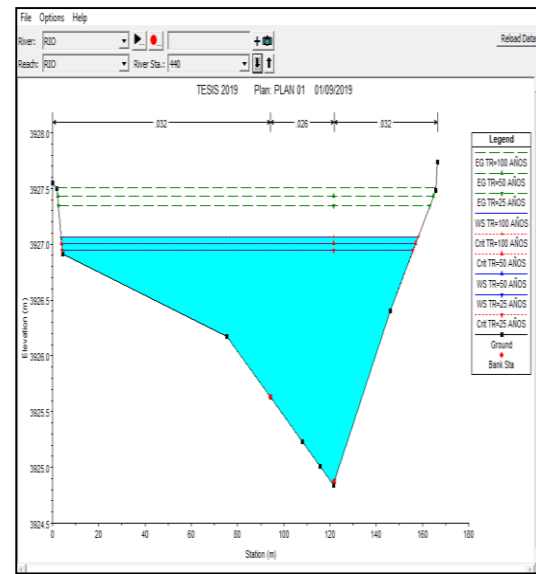 File Options Help
River: RIO
Reload Data
Reach: RIO River Sta.: 440
TESIS 2019 Plan: PLAN 01 01/09/2019
.032 .026 .032
Legend
EG TR=100 AÑOS
EG TR=50 AÑOS
EG TR=25 AÑOS
WS TR=100 AÑOS
Crit TR=100 AÑOS
Crit TR=50 AÑOS
WS TR=50 AÑOS
WS TR=25 AÑOS
Crit TR=25 AÑOS
Ground
Bank Sta
3928.0
3927.5
3927.0
3926.5
3926.0
3925.5
3925.0
3924.5
Elevation (m)
0 20 40 60 80 100 120 140 160 180
Station (m)